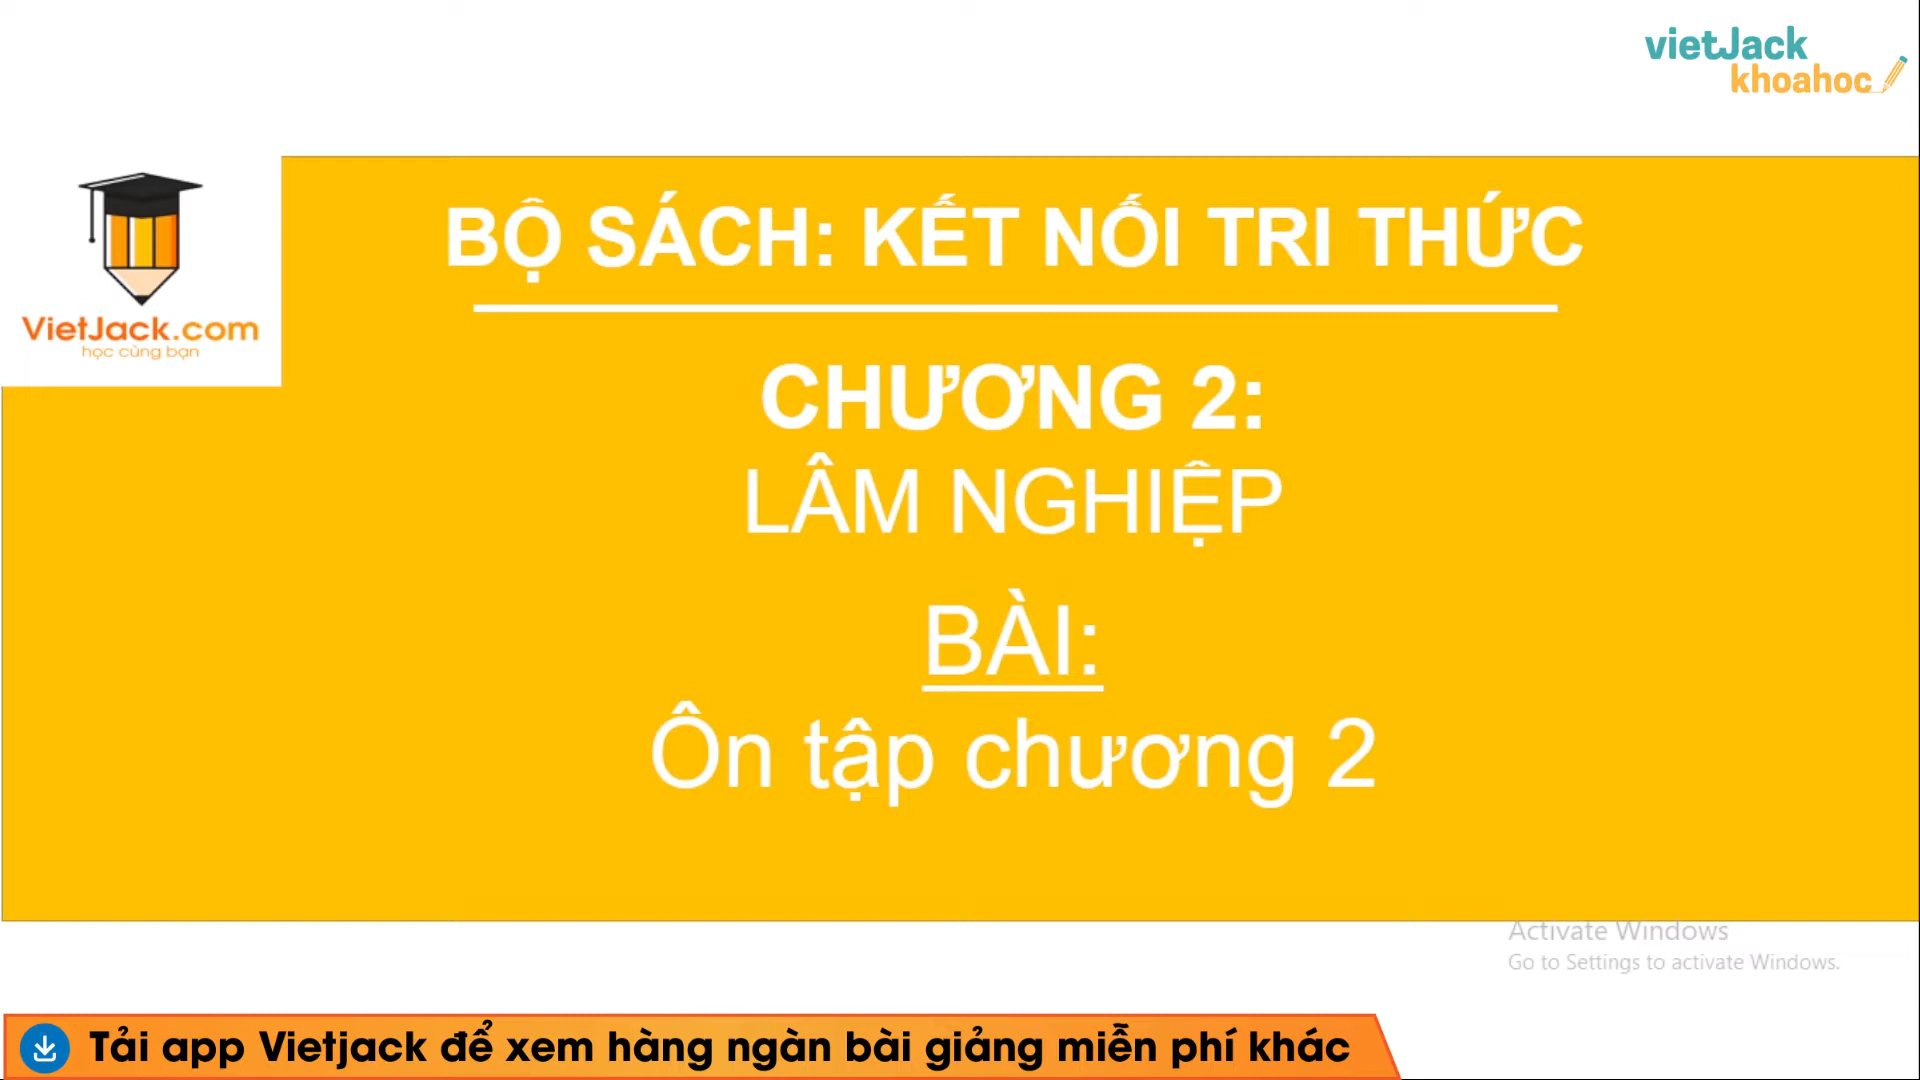 vietJack
khoahoc
VietJack.com
học cùng bạn
BỘ SÁCH: KẾT NỐI TRI THỨC
CHƯƠNG 2:
LÂM NGHIỆP
BÀI:
Ôn tập chương 2
Activate Windows
Go to Settings to activate Windows.
Tải app Vietjack để xem hàng ngàn bài giảng miễn phí khác